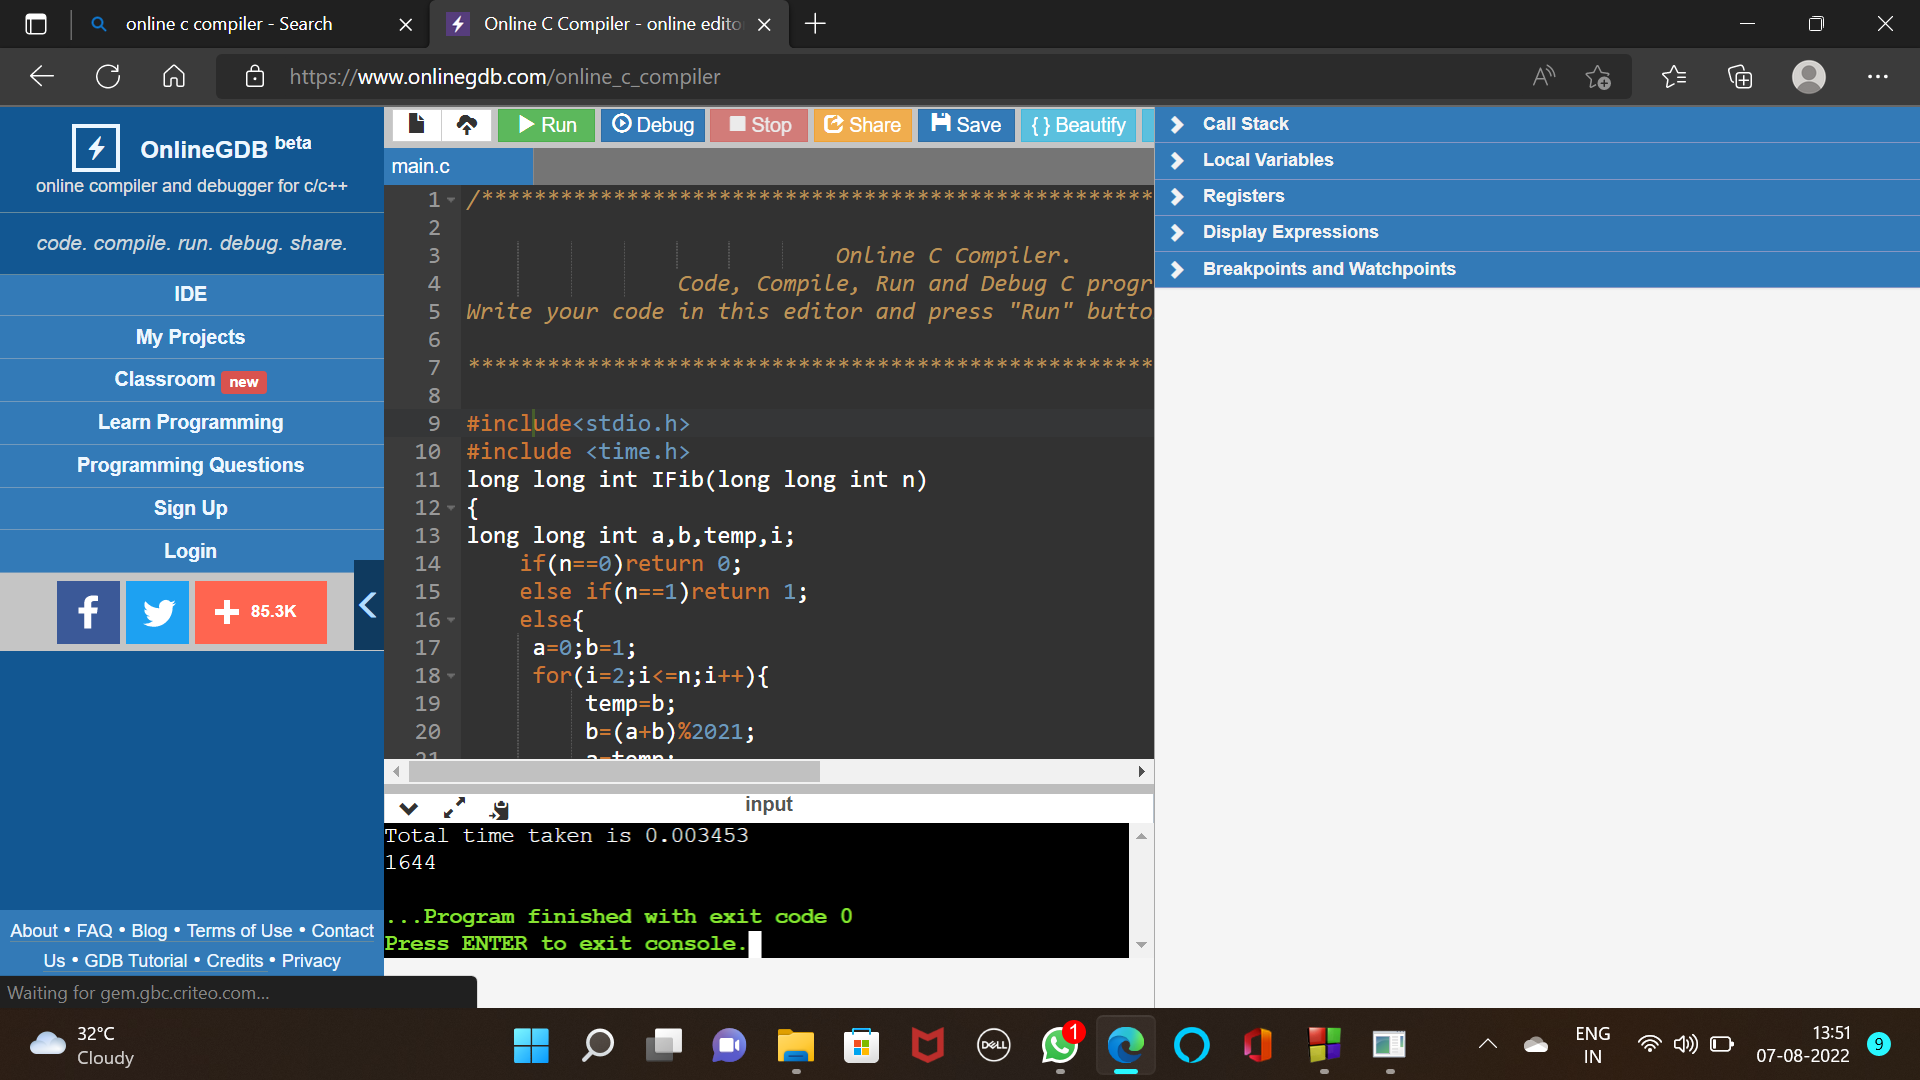 online c compiler - Search
Online C Compiler - online edito
https://www.onlinegdb.com/online_c_compiler
OnlineGDB beta
online compiler and debugger for c/c++
code. compile. run. debug. share.
IDE
My Projects
Classroom new
Learn Programming
Programming Questions
Sign Up
Login
f
85.3K
About • FAQ • Blog • Terms of Use • Contact
Us • GDB Tutorial • Credits • Privacy
Waiting for gem.gbc.criteo.com...
Run Debug Stop Share Save { } Beautify
main.c
1 /****************************************************
2
3 Online C Compiler.
4 Code, Compile, Run and Debug C progr
5 Write your code in this editor and press "Run" butto
6
7 ****************************************************
8
9 #include<stdio.h>
10 #include <time.h>
11 long long int IFib(long long int n)
12 {
13 long long int a,b,temp,i;
14 if(n==0)return 0;
15 else if(n==1)return 1;
16 else{
17 a=0;b=1;
18 for(i=2;i<=n;i++){
19 temp=b;
20 b=(a+b)%2021;
21 a=temp;
input
Total time taken is 0.003453
1644
...Program finished with exit code 0
Press ENTER to exit console.
Call Stack
Local Variables
Registers
Display Expressions
Breakpoints and Watchpoints
32°C
Cloudy
DELL
1
ENG
IN
13:51
07-08-2022
9